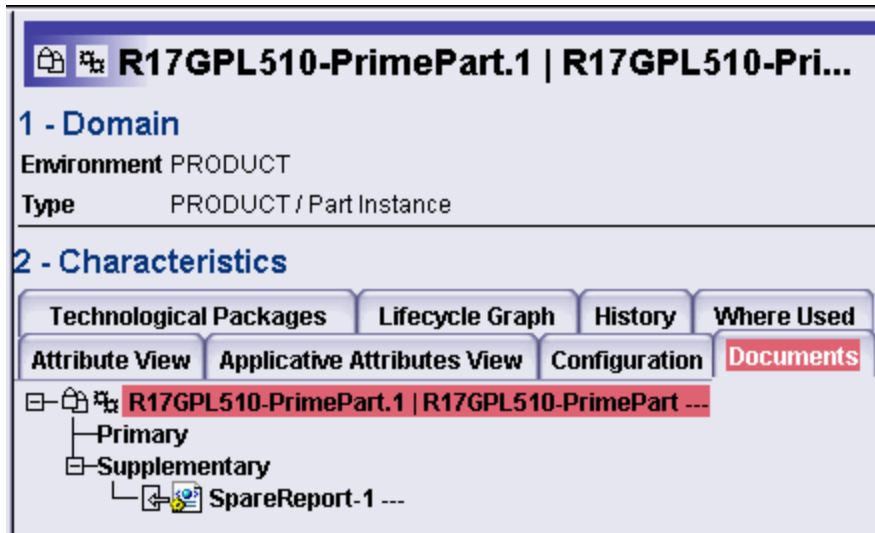 R17GPL510-PrimePart.1 | R17GPL510-Pri...
1 - Domain
Environment PRODUCT
Type PRODUCT / Part Instance
2 - Characteristics
Technological Packages Lifecycle Graph History Where Used
Attribute View Applicative Attributes View Configuration Documents
R17GPL510-PrimePart.1 | R17GPL510-PrimePart ---
Primary
Supplementary
SpareReport-1 ---